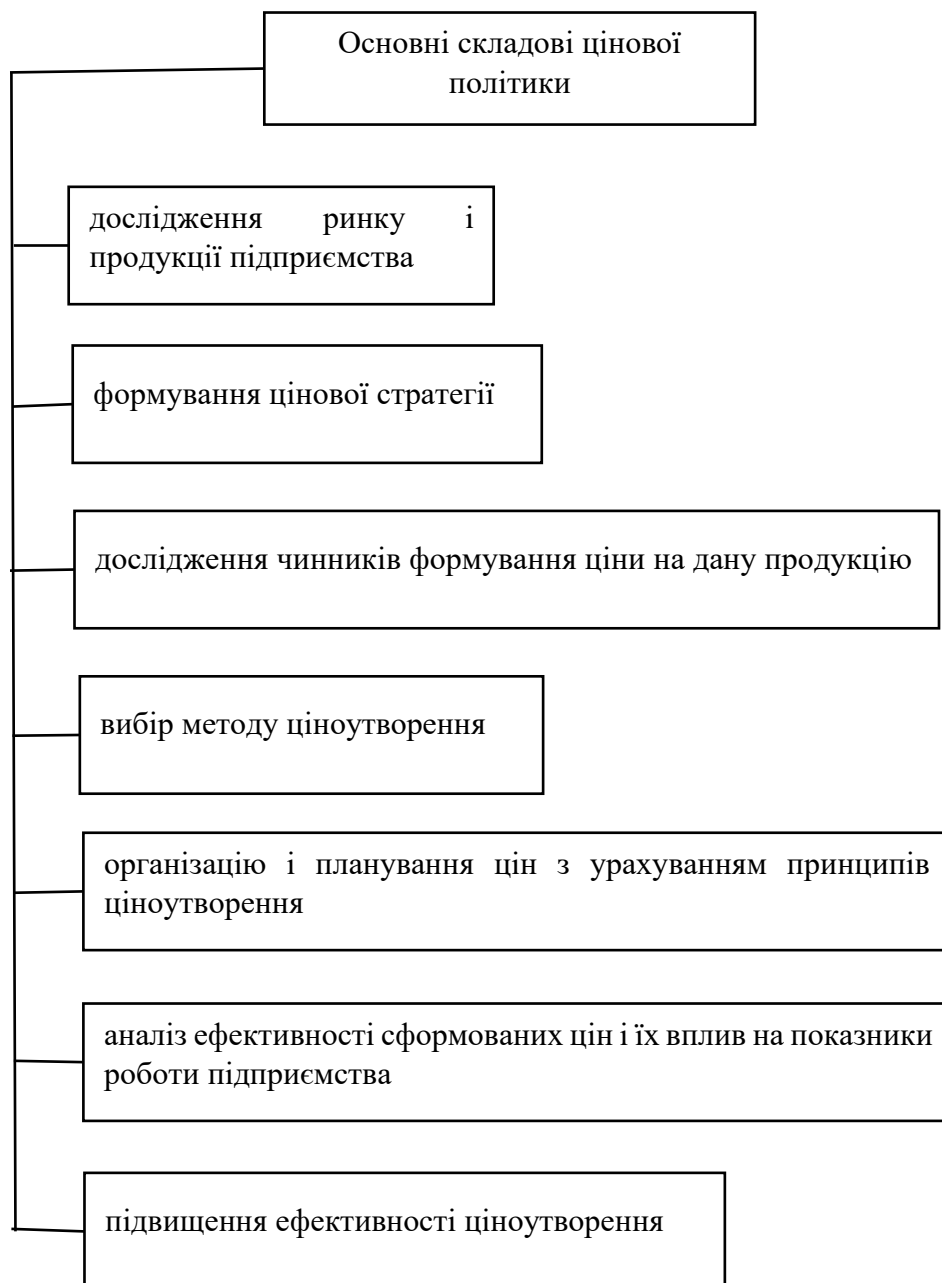 Основні складові цінової
політики
дослідження ринку і
продукції підприємства
формування цінової стратегії
дослідження чинників формування ціни на дану продукцію
вибір методу ціноутворення
організацію і планування цін з урахуванням принципів
ціноутворення
аналіз ефективності сформованих цін і їх вплив на показники
роботи підприємства
підвищення ефективності ціноутворення